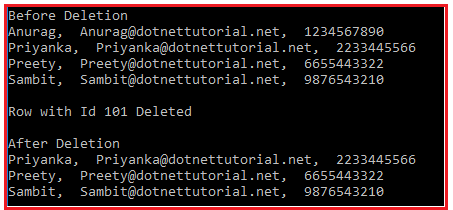 Before Deletion
Anurag,  Anurag@dotnettutorial.net,  1234567890
Priyanka,  Priyanka@dotnettutorial.net,  2233445566
Preety,  Preety@dotnettutorial.net,  6655443322
Sambit,  Sambit@dotnettutorial.net,  9876543210
Row with Id 101 Deleted
After Deletion
Priyanka,  Priyanka@dotnettutorial.net,  2233445566
Preety,  Preety@dotnettutorial.net,  6655443322
Sambit,  Sambit@dotnettutorial.net,  9876543210